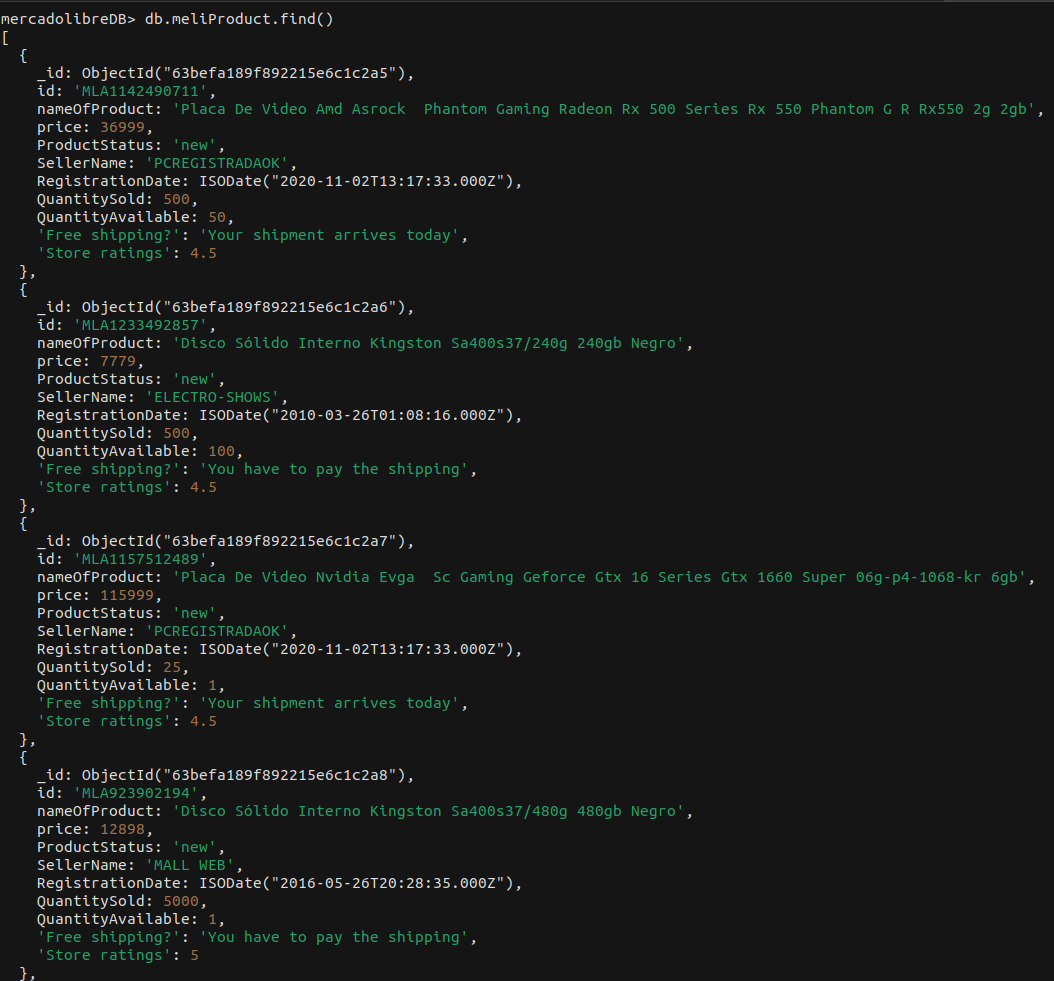 mercadolibreDB> db.meliProduct.find()
[
  {
    _id: ObjectId("63befa189f892215e6c1c2a5"),
    id: 'MLA1142490711',
    nameOfProduct: 'Placa De Video Amd Asrock  Phantom Gaming Radeon Rx 500 Series Rx 550 Phantom G R Rx550 2g 2gb',
    price: 36999,
    ProductStatus: 'new',
    SellerName: 'PCREGISTRADAOK',
    RegistrationDate: ISODate("2020-11-02T13:17:33.000Z"),
    QuantitySold: 500,
    QuantityAvailable: 50,
    'Free shipping?': 'Your shipment arrives today',
    'Store ratings': 4.5
  },
  {
    _id: ObjectId("63befa189f892215e6c1c2a6"),
    id: 'MLA1233492857',
    nameOfProduct: 'Disco Sólido Interno Kingston Sa400s37/240g 240gb Negro',
    price: 7779,
    ProductStatus: 'new',
    SellerName: 'ELECTRO-SHOWS',
    RegistrationDate: ISODate("2010-03-26T01:08:16.000Z"),
    QuantitySold: 500,
    QuantityAvailable: 100,
    'Free shipping?': 'You have to pay the shipping',
    'Store ratings': 4.5
  },
  {
    _id: ObjectId("63befa189f892215e6c1c2a7"),
    id: 'MLA1157512489',
    nameOfProduct: 'Placa De Video Nvidia Evga  Sc Gaming Geforce Gtx 16 Series Gtx 1660 Super 06g-p4-1068-kr 6gb',
    price: 115999,
    ProductStatus: 'new',
    SellerName: 'PCREGISTRADAOK',
    RegistrationDate: ISODate("2020-11-02T13:17:33.000Z"),
    QuantitySold: 25,
    QuantityAvailable: 1,
    'Free shipping?': 'Your shipment arrives today',
    'Store ratings': 4.5
  },
  {
    _id: ObjectId("63befa189f892215e6c1c2a8"),
    id: 'MLA923902194',
    nameOfProduct: 'Disco Sólido Interno Kingston Sa400s37/480g 480gb Negro',
    price: 12898,
    ProductStatus: 'new',
    SellerName: 'MALL WEB',
    RegistrationDate: ISODate("2016-05-26T20:28:35.000Z"),
    QuantitySold: 5000,
    QuantityAvailable: 1,
    'Free shipping?': 'You have to pay the shipping',
    'Store ratings': 5
  },